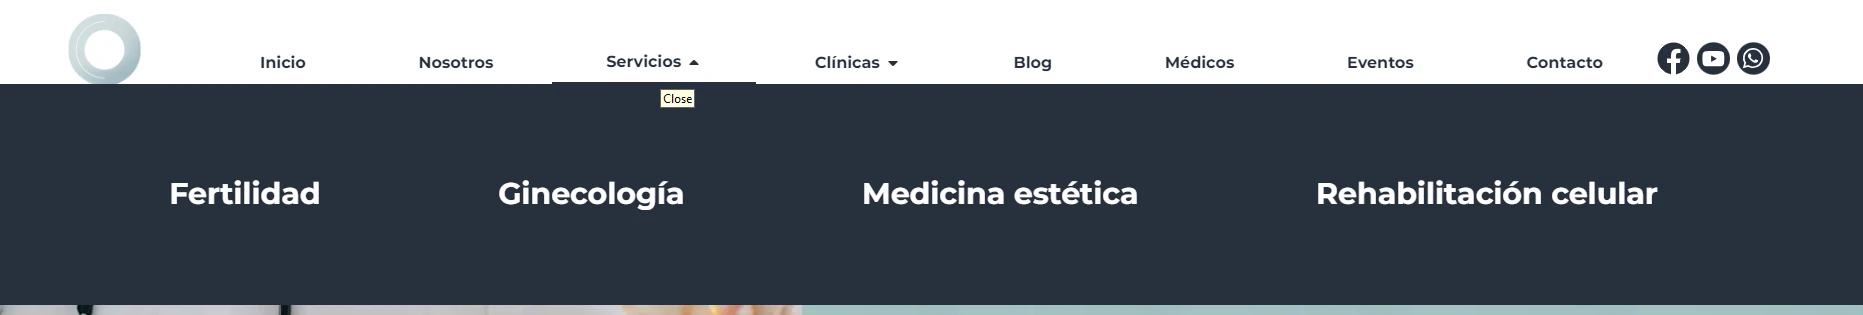 Inicio Nosotros Servicios Clínicas Blog Médicos Eventos Contacto
Close
Fertilidad Ginecología Medicina estética Rehabilitación celular